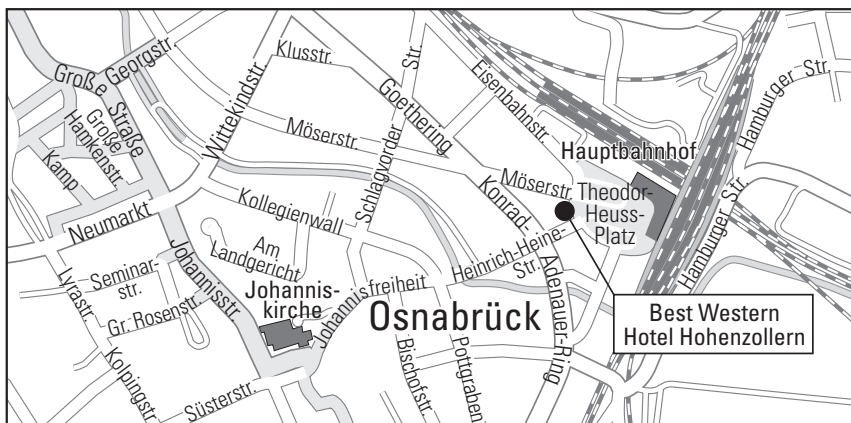 Georgstr.
Große
Straße
Große
Hamkenstr.
Kamp
Neumarkt
Wittekindstr.
Klusstr.
Möserstr.
Goethering
Schlagvorder
Str.
Eisenbahnstr.
Hauptbahnhof
Hamburger Str.
Hamburger Str.
Möserstr.
Theodor-
Heuss-
Platz
Konrad-
Adenauer-Ring
Kollegienwall
Am
Landgericht
Heinrich-Heine-
Str.
Lyrastr.
Seminar-
str.
Johannisstr.
Gr. Rosenstr.
Johannis-
kirche
Johannisfreiheit
Osnabrück
Best Western
Hotel Hohenzollern
Kolpingstr.
Süsterstr.
Bischofstr.
Pottgraben